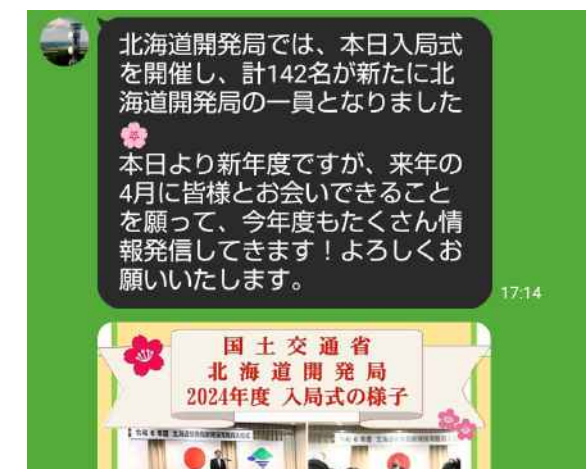 北海道開発局では、本日入局式
を開催し、計142名が新たに北
海道開発局の一員となりました
🌸
本日より新年度ですが、来年の
4月に皆様とお会いできること
を願って、今年度もたくさん情
報発信してきます！よろしくお
願いいたします。
17:14
国土交通省
北海道開発局
2024年度 入局式の様子